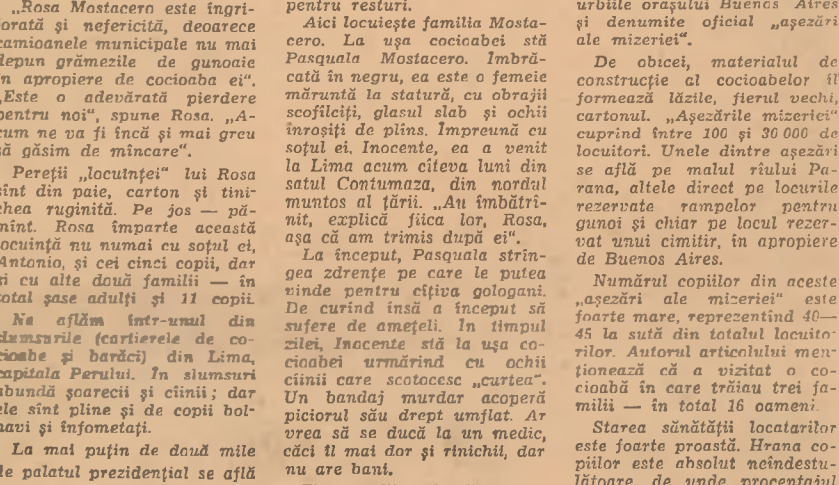 „Rosa Mostacero este îngri-
jorată și nefericită, deoarece
camioanele municipale nu mai
depun grămezile de gunoaie
în apropiere de cocioaba ei".
„Este o adevărată pierdere
pentru noi", spune Rosa. „A-
cum ne va fi încă și mai greu
să găsim de mîncare".
Pereții „locuinței" lui Rosa
sînt din paie, carton și tini-
chea ruginită. Pe jos — pă-
mînt. Rosa împarte această
locuință nu numai cu soțul ei,
Antonio, și cei cinci copii, dar
și cu alte două familii — în
total șase adulți și 11 copii.
Ne aflăm într-unul din
slumsurile (cartierele de co-
cioabe și barăci) din Lima,
capitala Perului. În slumsuri
abundă șoarecii și cîinii; dar
ele sînt pline și de copii bol-
navi și înfometați.
La mai puțin de două mile
de palatul prezidențial se află
pentru resturi.
Aici locuiește familia Mosta-
cero. La ușa cocioabei stă
Pasquala Mostacero. Îmbră-
cată în negru, ea este o femeie
măruntă la statură, cu obrajii
scofîlciți, glasul slab și ochii
înroșiți de plîns. Împreună cu
soțul ei, Inocente, ea a venit
la Lima acum cîteva luni din
satul Contumaza, din nordul
muntos al țării. „Au îmbătrî-
nit, explică fiica lor, Rosa,
așa că am trimis după ei".
La început, Pasquala strîn-
gea zdrențe pe care le putea
vinde pentru cîțiva gologani.
De curînd însă a început să
sufere de amețeli. În timpul
zilei, Inocente stă la ușa co-
cioabei urmărind cu ochii
cîinii care scotocesc „curtea".
Un bandaj murdar acoperă
piciorul său drept umflat. Ar
vrea să se ducă la un medic,
căci îl mai dor și rinichii, dar
nu are bani.
urbiile orașului Buenos Aires
și denumite oficial „așezări
ale mizeriei".
De obicei, materialul de
construcție al cocioabelor îl
formează lăzile, fierul vechi,
cartonul. „Așezările mizeriei"
cuprind între 100 și 30 000 de
locuitori. Unele dintre așezări
se află pe malul rîului Pa-
rana, altele direct pe locurile
rezervate rampelor pentru
gunoi și chiar pe locul rezer-
vat unui cimitir, în apropiere
de Buenos Aires.
Numărul copiilor din aceste
„așezări ale mizeriei" este
foarte mare, reprezentînd 40—
45 la sută din totalul locuito-
rilor. Autorul articolului men-
ționează că a vizitat o co-
cioabă în care trăiau trei fa-
milii — în total 16 oameni.
Starea sănătății locatarilor
este foarte proastă. Hrana co-
piilor este absolut neîndestu-
lătoare, de unde procentajul